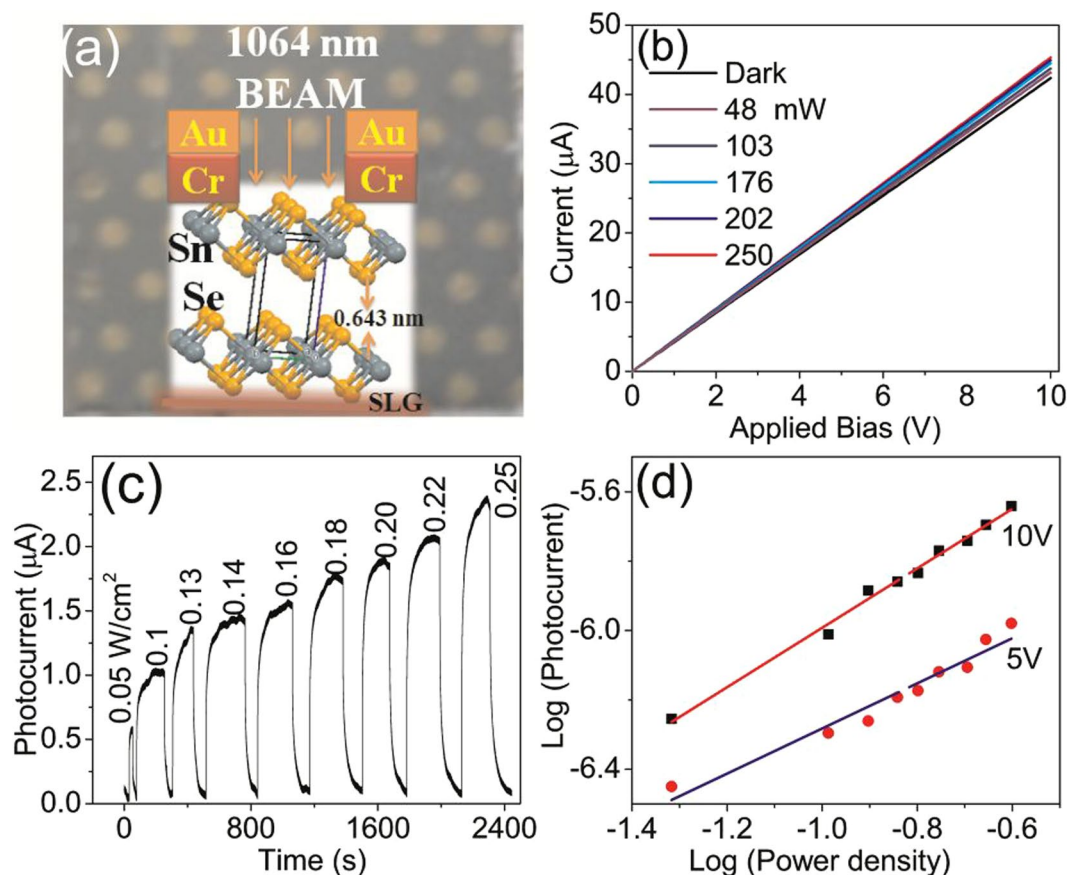 (a)
1064 nm
BEAM
Au
Au
Cr
Cr
Sn
Se
0.643 nm
SLG
(b)
Current (μA)
50
40
30
20
10
0
Dark
48 mW
103
176
202
250
0 2 4 6 8 10
Applied Bias (V)
(c)
Photocurrent (μA)
2.5
2.0
1.5
1.0
0.5
0.0
0.05 W/cm²
0.1
0.13
0.14
0.16
0.18
0.20
0.22
0.25
0 800 1600 2400
Time (s)
(d)
Log (Photocurrent)
-5.6
-6.0
-6.4
10V
5V
-1.4 -1.2 -1.0 -0.8 -0.6
Log (Power density)